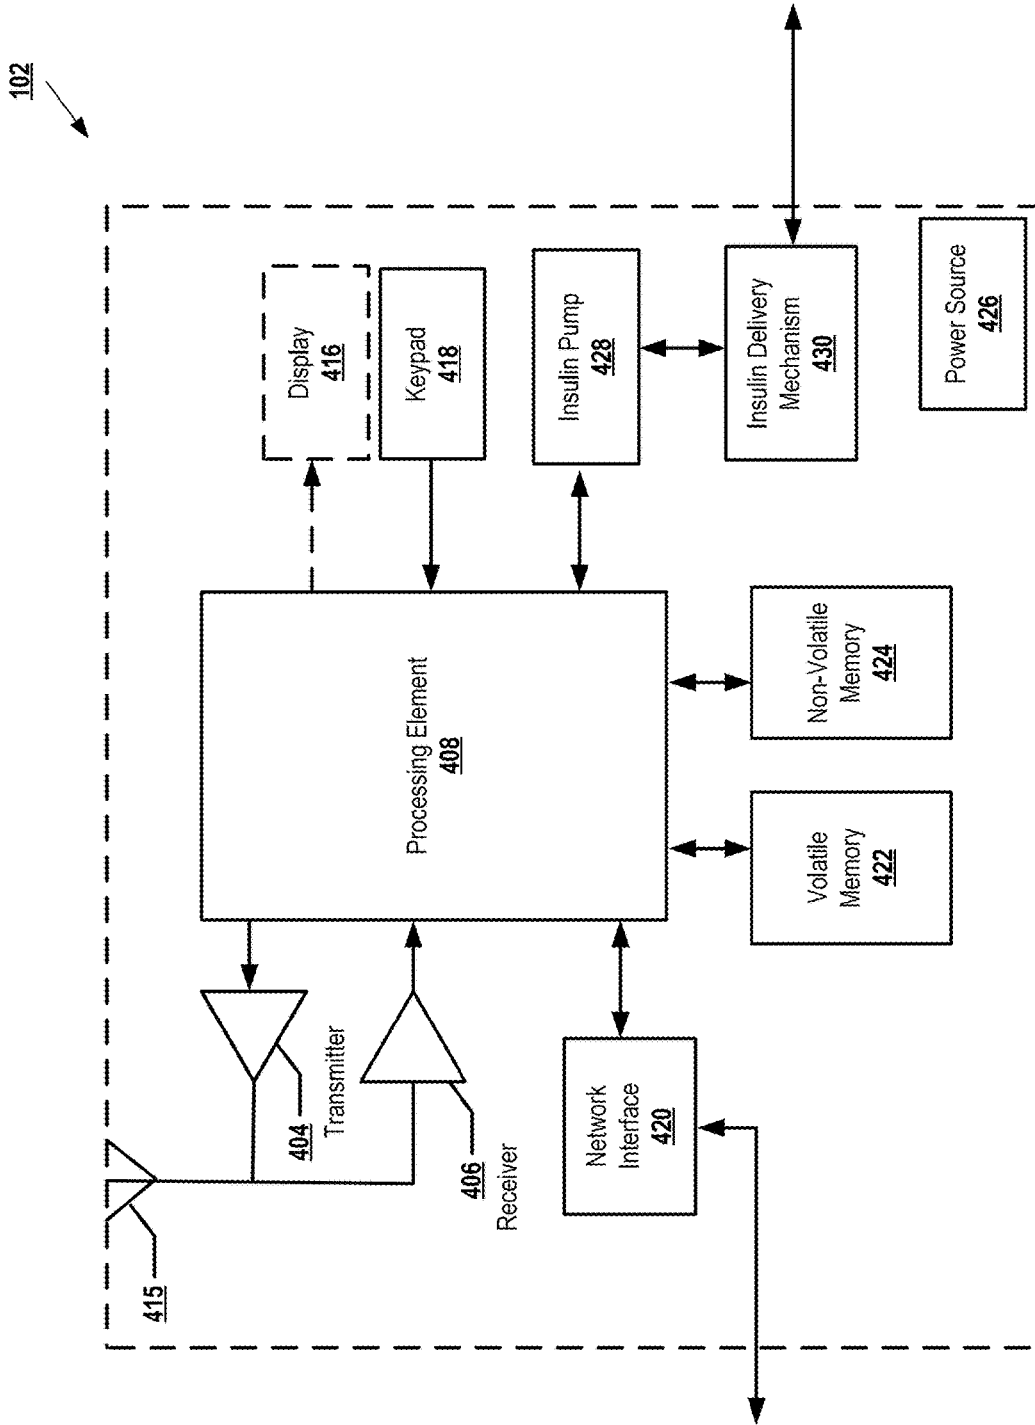 102
415
404
Transmitter
406
Receiver
Network
Interface
420
Processing Element
408
Display
416
Keypad
418
Insulin Pump
428
Insulin Delivery
Mechanism
430
Volatile
Memory
422
Non-Volatile
Memory
424
Power Source
426